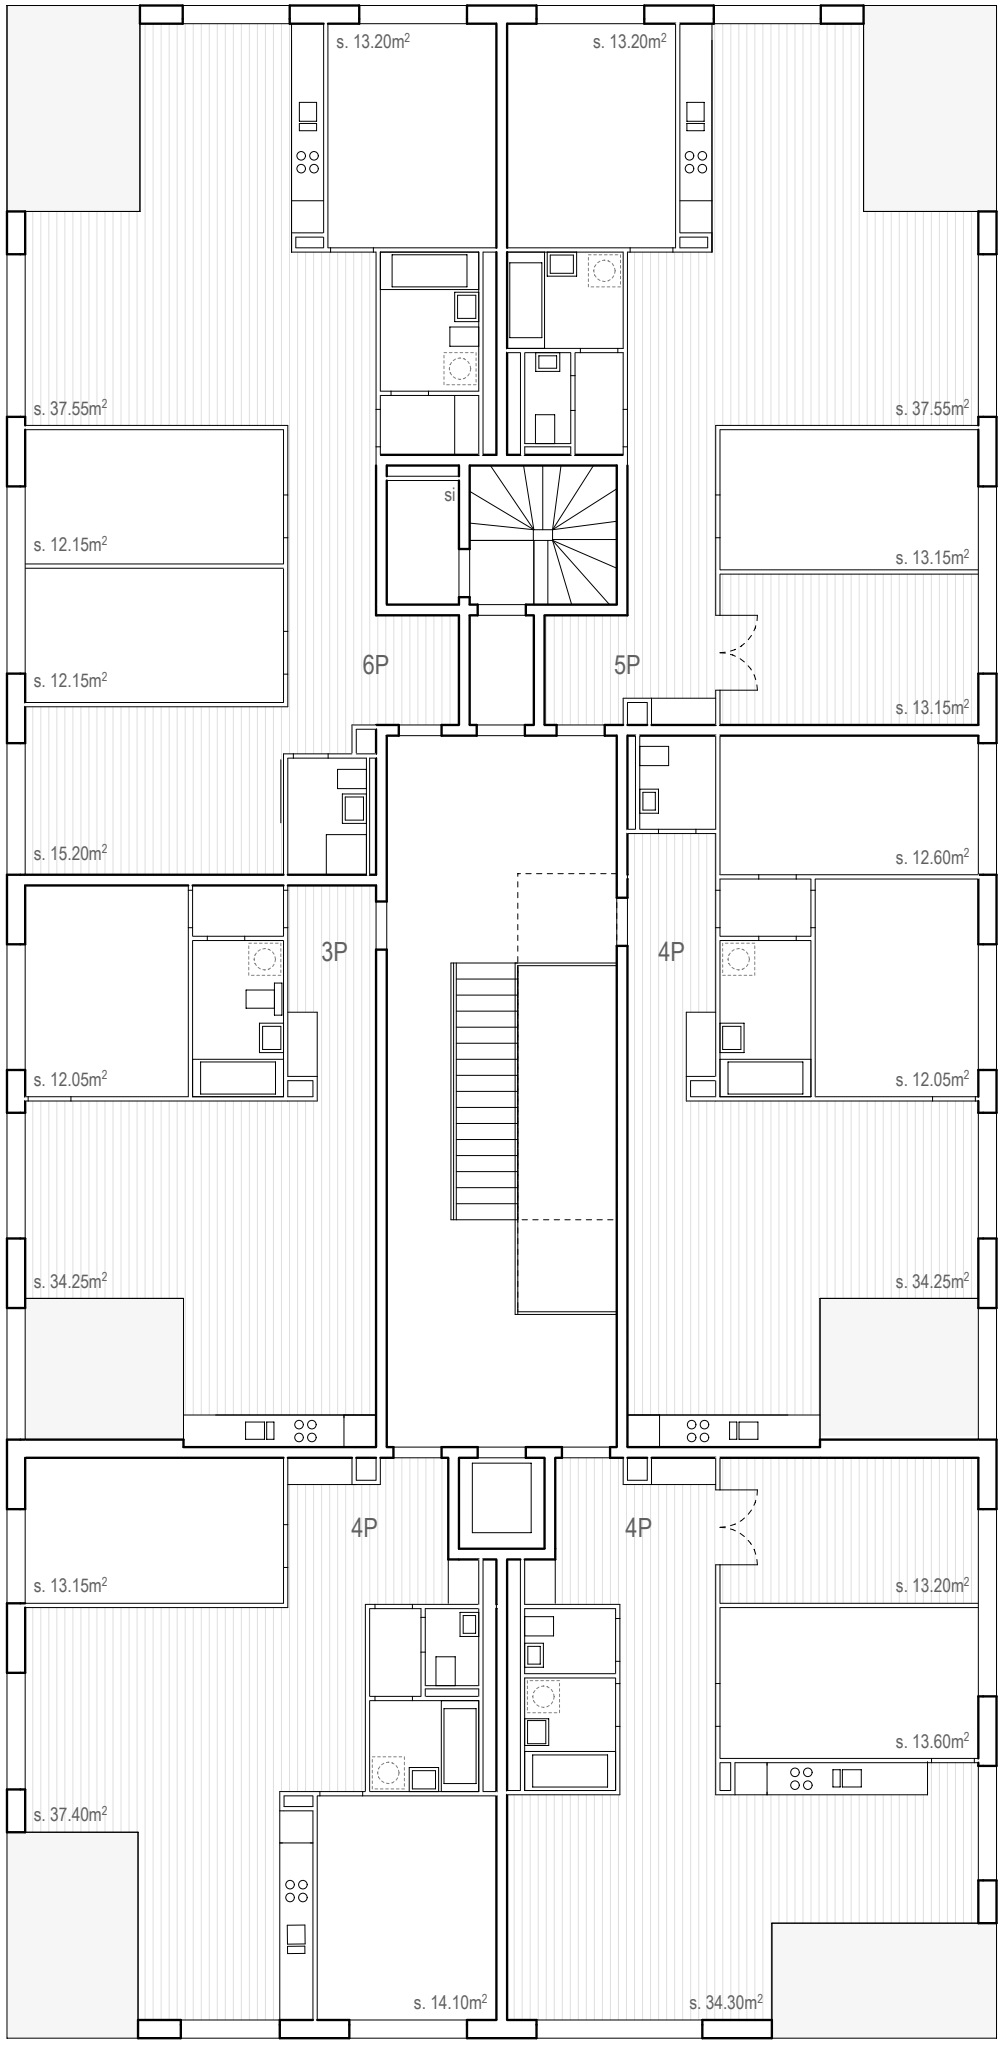 s. 13.20m²
s. 13.20m²
s. 37.55m²
s. 37.55m²
si
s. 12.15m²
s. 13.15m²
6P
5P
s. 12.15m²
s. 13.15m²
s. 15.20m²
s. 12.60m²
3P
4P
s. 12.05m²
s. 12.05m²
s. 34.25m²
s. 34.25m²
4P
4P
s. 13.15m²
s. 13.20m²
s. 13.60m²
s. 37.40m²
s. 14.10m²
s. 34.30m²